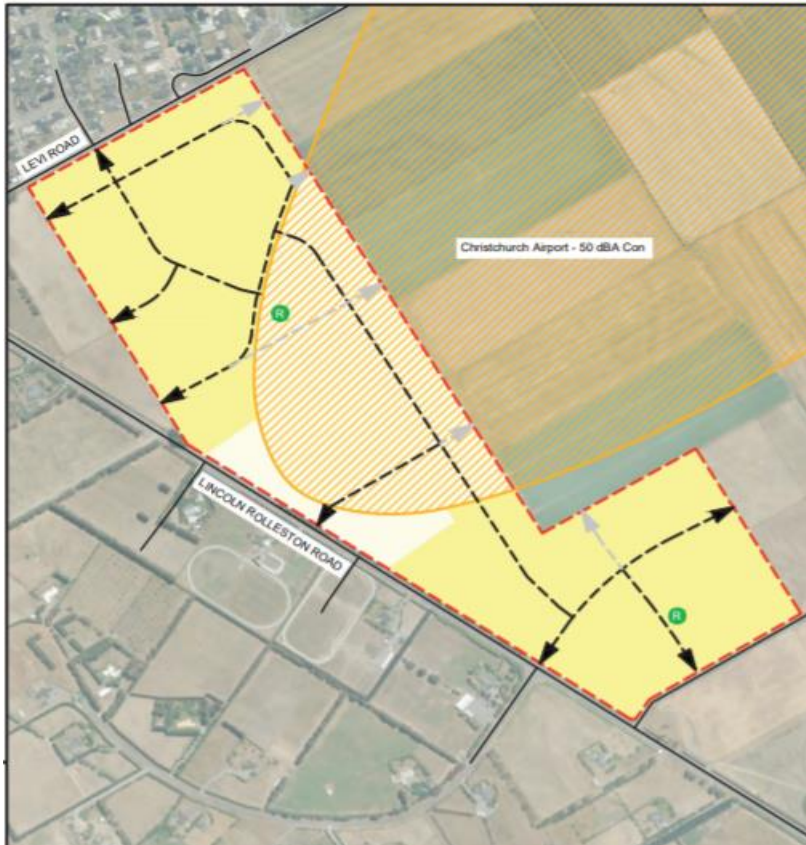 LEVI ROAD
Christchurch Airport - 50 dBA Con
R
LINCOLN ROLLESTON ROAD
R